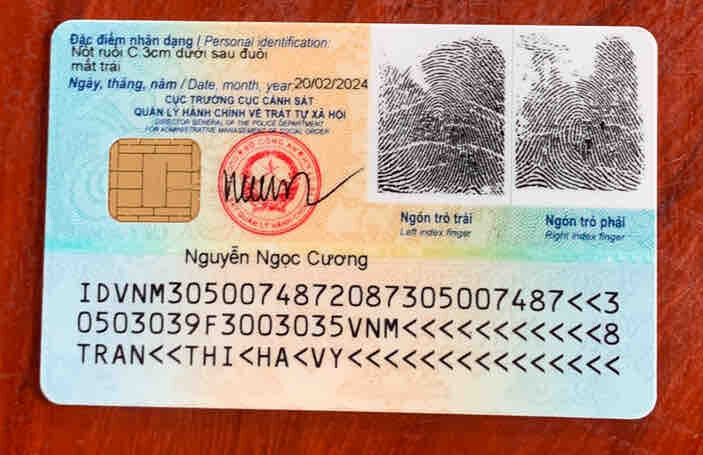 Đặc điểm nhân dạng / Personal identification:
Nốt ruồi C 3cm dưới sau đuôi
mắt trái
Ngày, tháng, năm / Date, month, year: 20/02/2024
CỤC TRƯỞNG CỤC CẢNH SÁT
QUẢN LÝ HÀNH CHÍNH VỀ TRẬT TỰ XÃ HỘI
DIRECTOR GENERAL OF THE POLICE DEPARTMENT
FOR ADMINISTRATIVE MANAGEMENT OF SOCIAL ORDER
Ngón trỏ trái
Left index finger
Ngón trỏ phải
Right index finger
Nguyễn Ngọc Cương
IDVNM3050074872087305007487<<3
0503039F3003035VNM<<<<<<<<<<<8
TRAN<<THI<HA<VY<<<<<<<<<<<<<<<